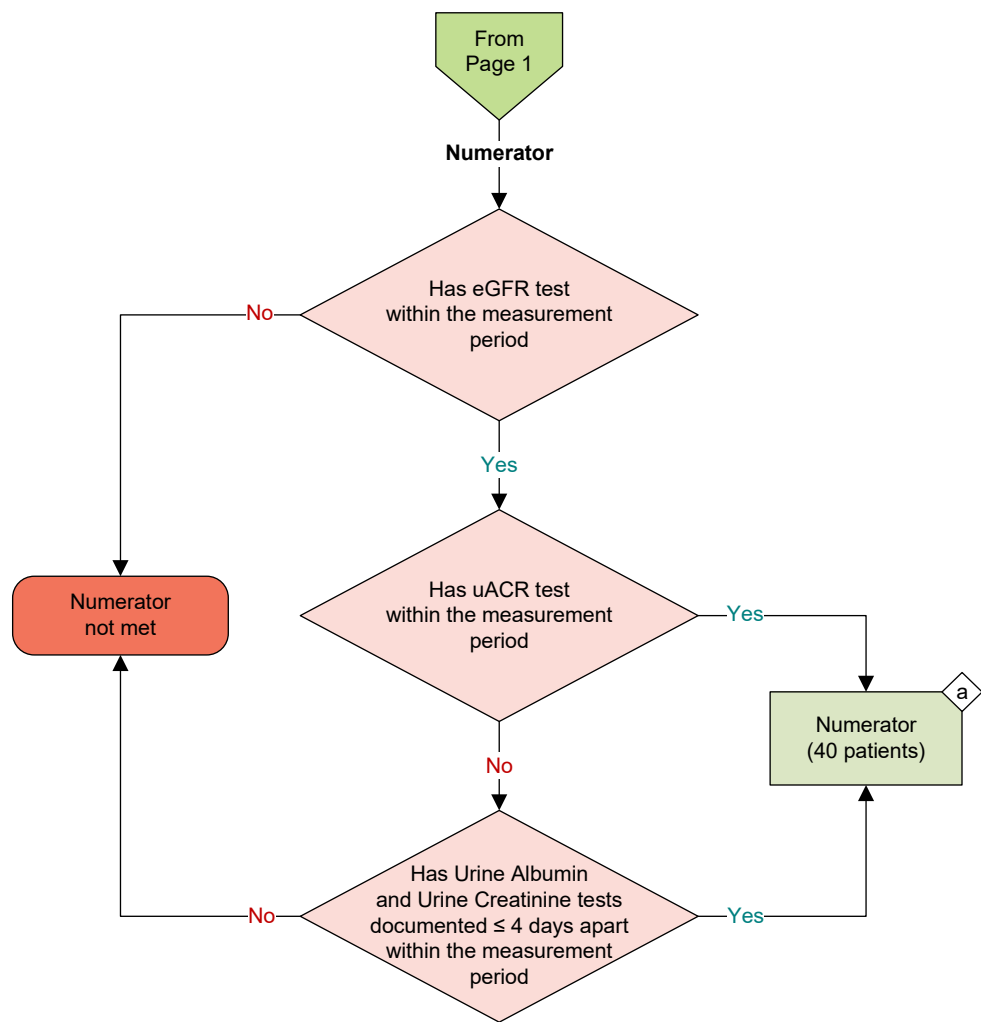 From
Page 1
Numerator
Has eGFR test
within the measurement
period
No
Yes
Has uACR test
within the measurement
period
Numerator
not met
Yes
a
Numerator
(40 patients)
No
Has Urine Albumin
and Urine Creatinine tests
documented ≤ 4 days apart
within the measurement
period
No
Yes